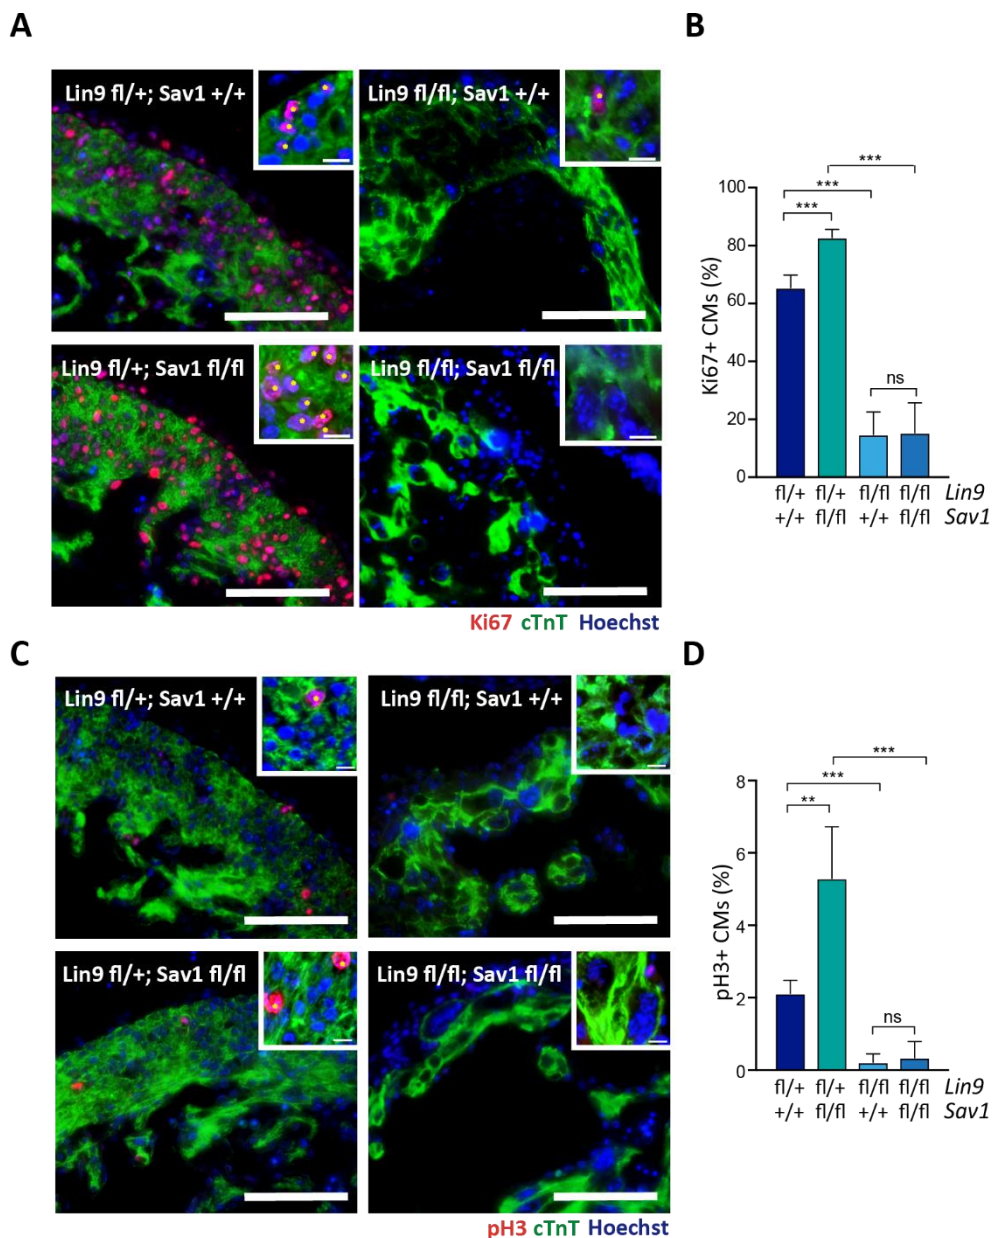 A
Lin9 fl/+; Sav1 +/+
Lin9 fl/fl; Sav1 +/+
Lin9 fl/+; Sav1 fl/fl
Lin9 fl/fl; Sav1 fl/fl
Ki67 cTnT Hoechst
B
***
***
***
ns
Ki67+ CMs (%)
100
80
60
40
20
0
fl/+ fl/+ fl/fl fl/fl Lin9
+/+ fl/fl +/+ fl/fl Sav1
C
Lin9 fl/+; Sav1 +/+
Lin9 fl/fl; Sav1 +/+
Lin9 fl/+; Sav1 fl/fl
Lin9 fl/fl; Sav1 fl/fl
pH3 cTnT Hoechst
D
***
***
**
ns
pH3+ CMs (%)
8
6
4
2
0
fl/+ fl/+ fl/fl fl/fl Lin9
+/+ fl/fl +/+ fl/fl Sav1